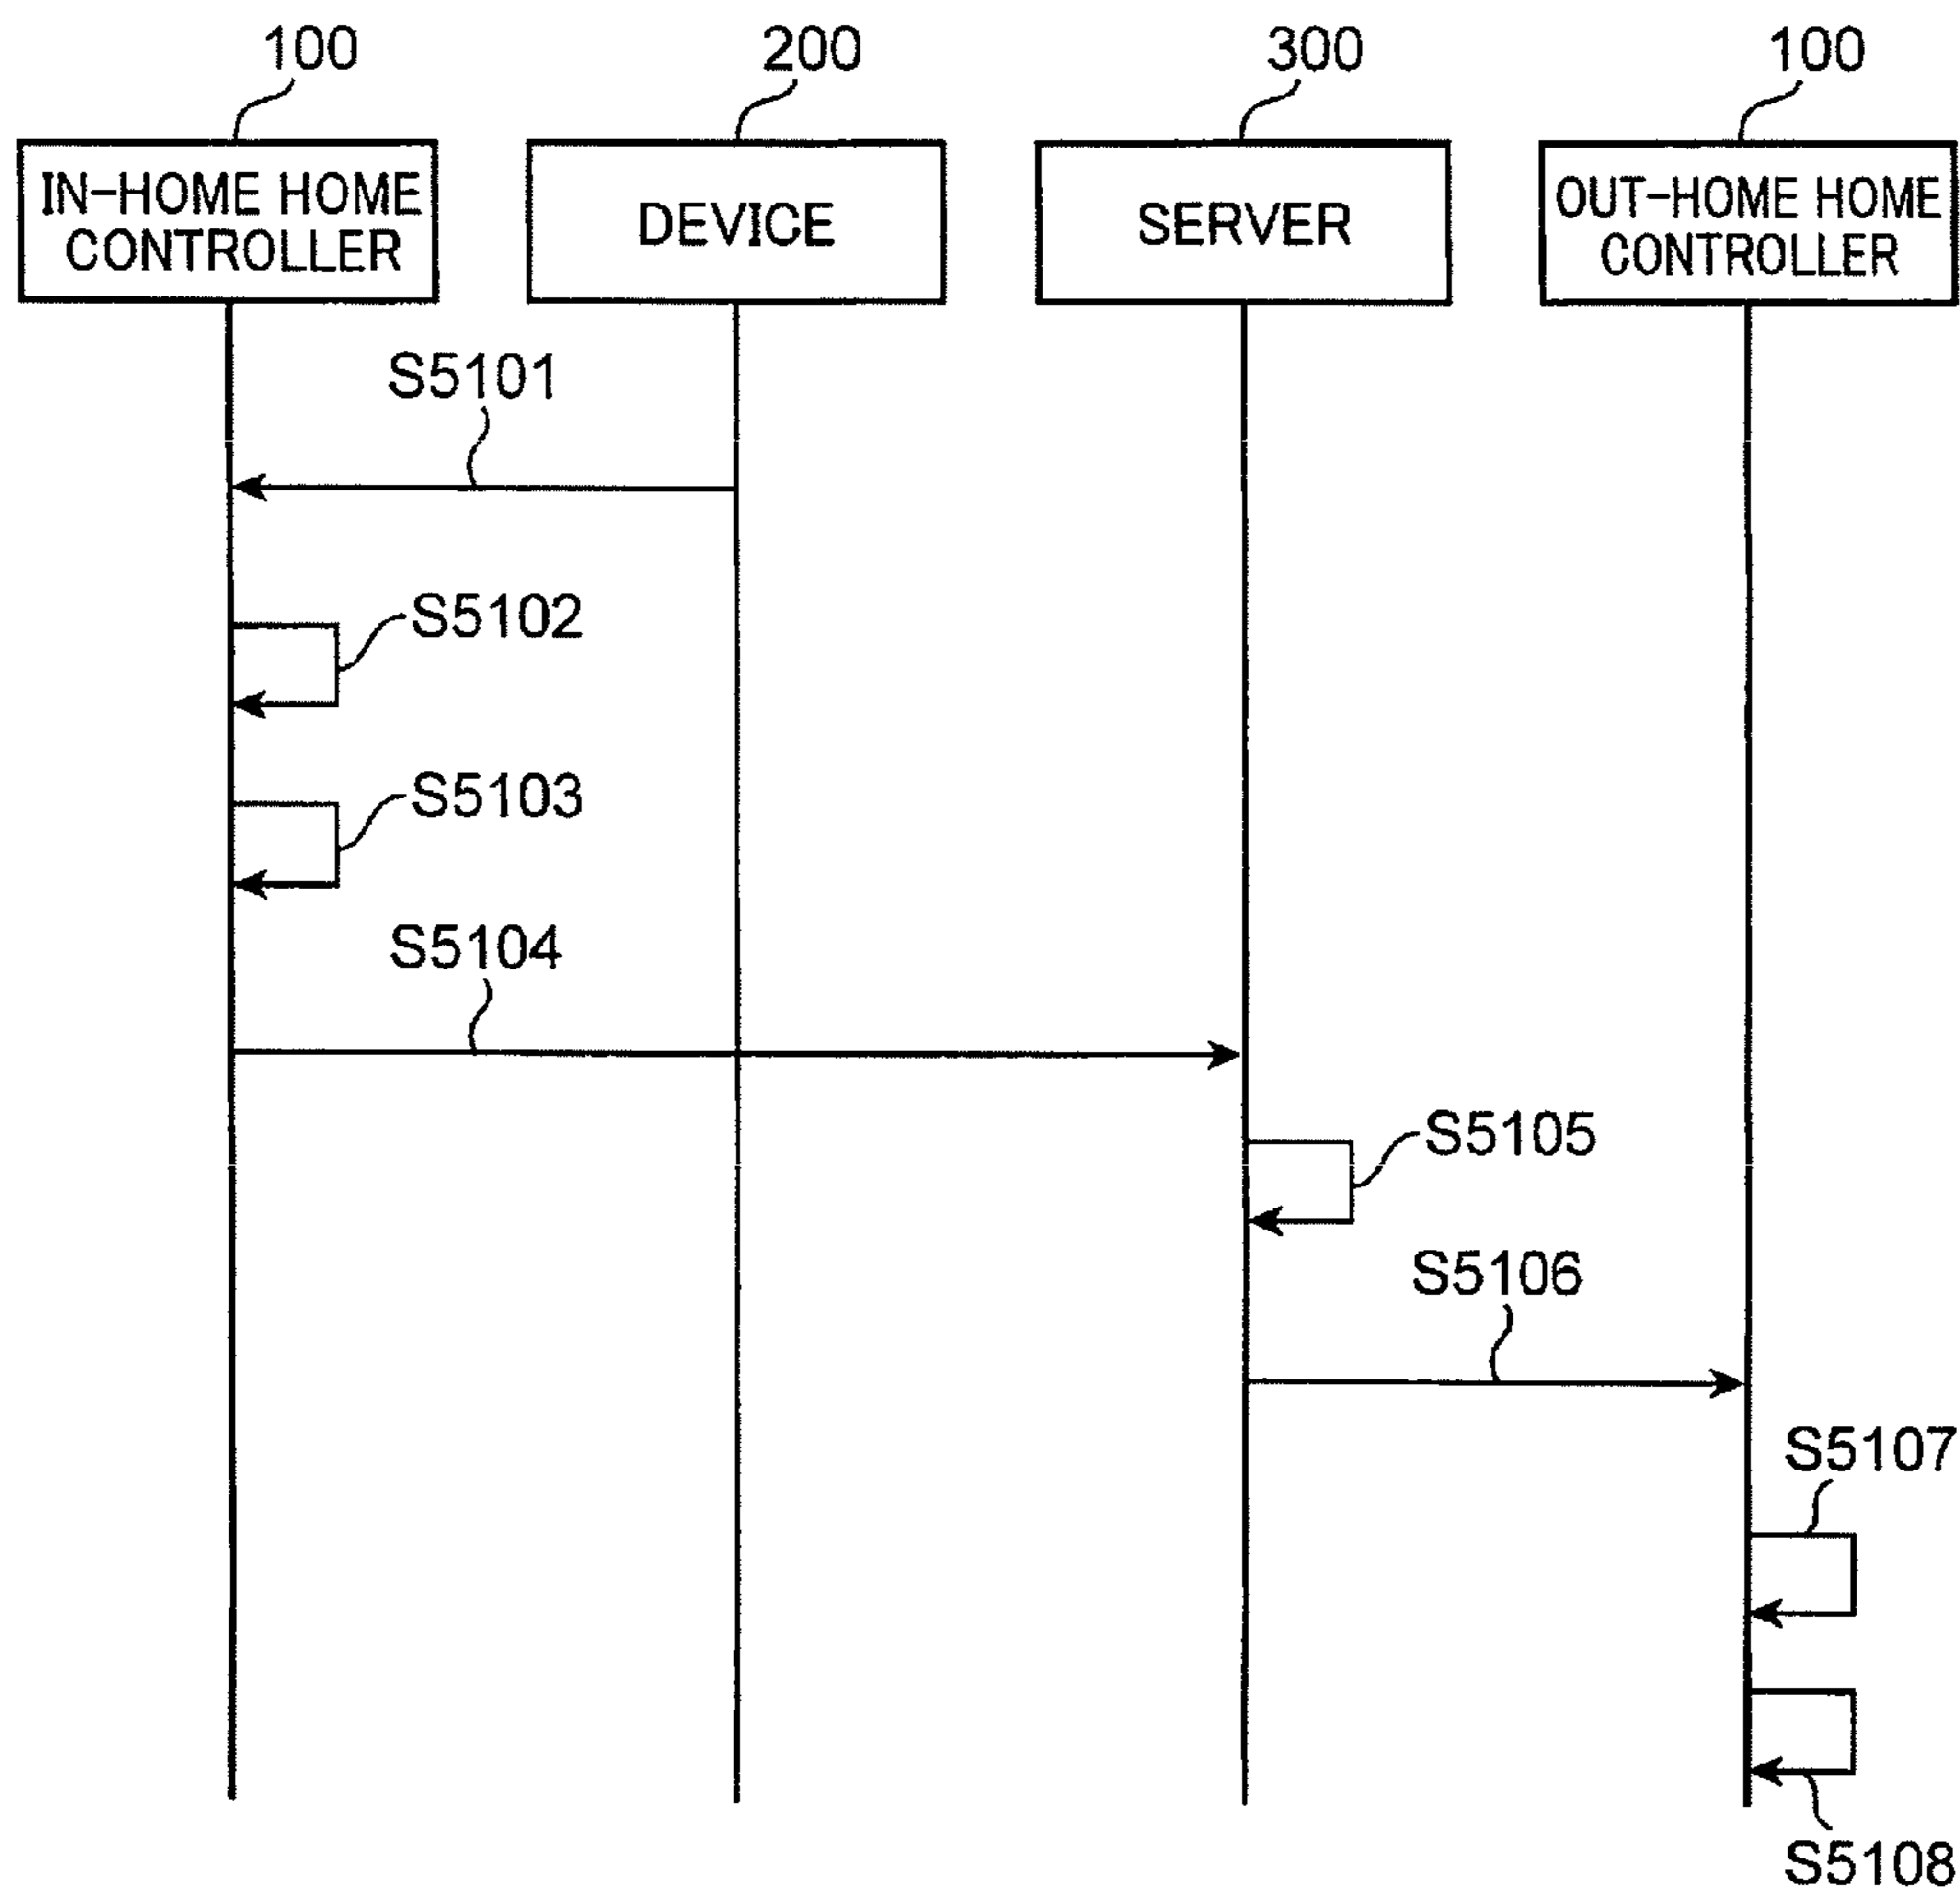 100
200
300
100
IN-HOME HOME
CONTROLLER
DEVICE
SERVER
OUT-HOME HOME
CONTROLLER
S5101
S5102
S5103
S5104
S5105
S5106
S5107
S5108